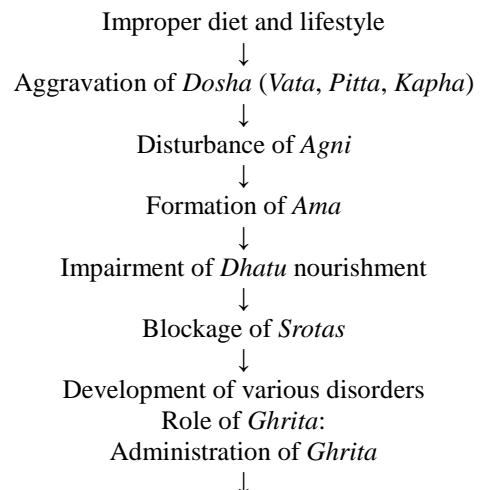 Improper diet and lifestyle
↓
Aggravation of Dosha (Vata, Pitta, Kapha)
↓
Disturbance of Agni
↓
Formation of Ama
↓
Impairment of Dhatu nourishment
↓
Blockage of Srotas
↓
Development of various disorders
Role of Ghrita:
Administration of Ghrita
↓